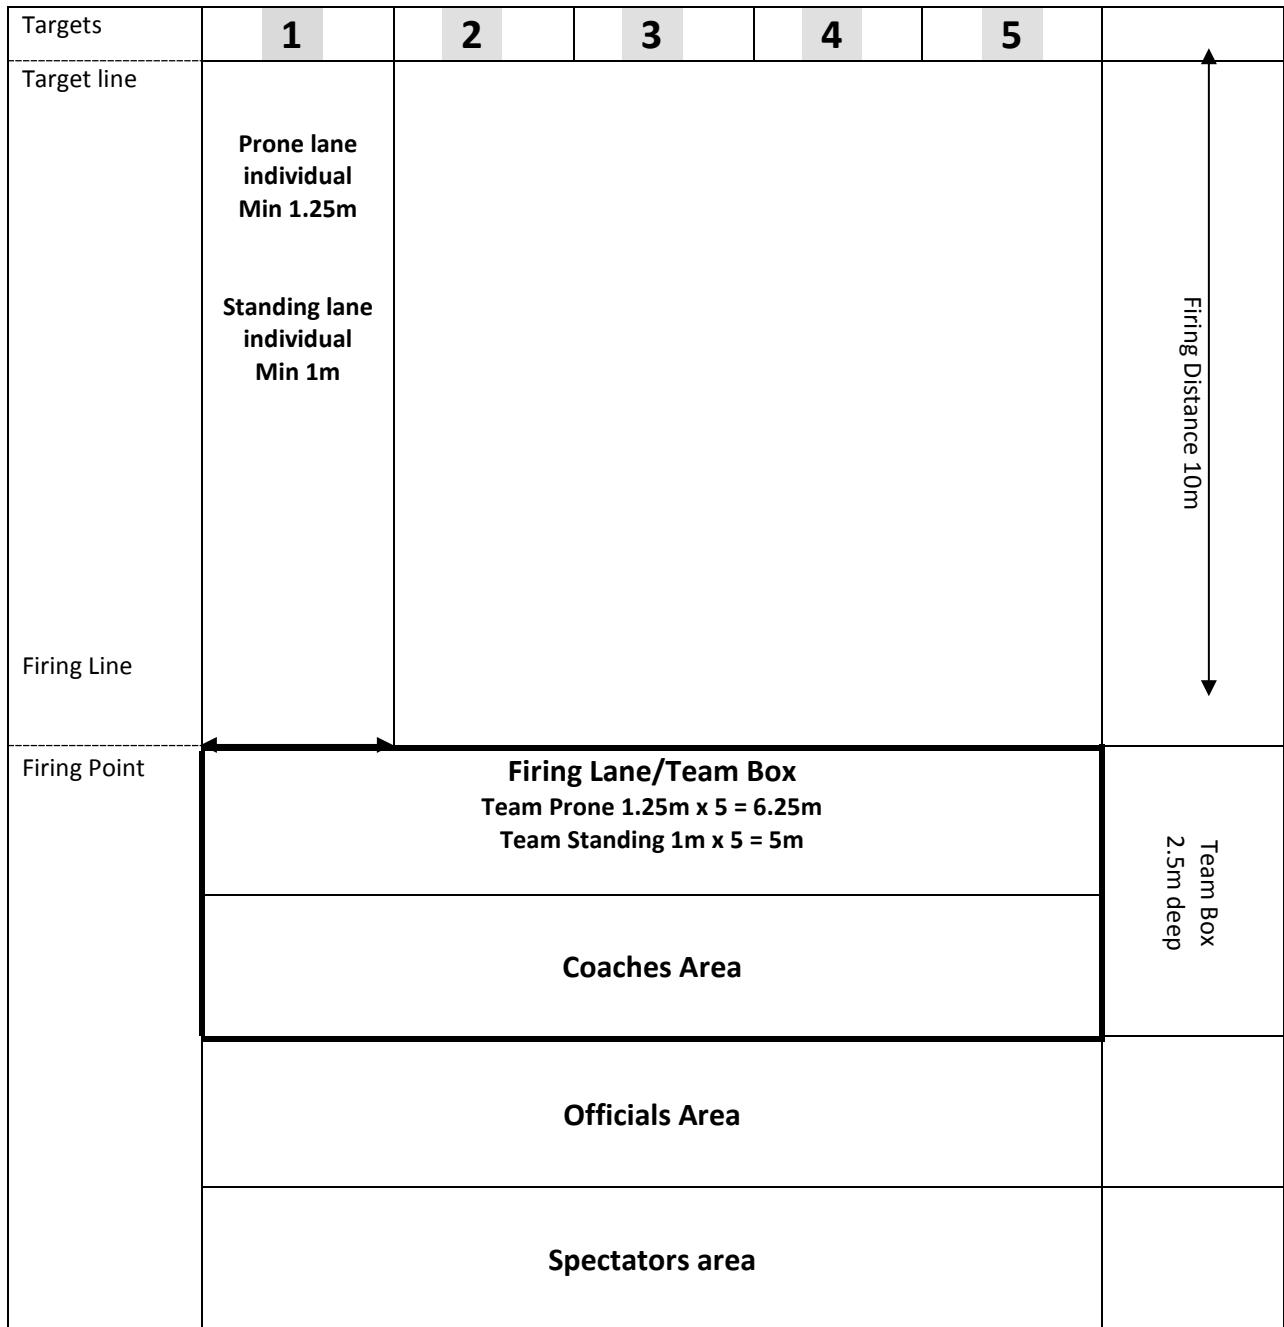 Targets
1
2
3
4
5
Target line
Prone lane
individual
Min 1.25m
Standing lane
individual
Min 1m
Firing Distance 10m
Firing Line
Firing Point
Firing Lane/Team Box
Team Prone 1.25m x 5 = 6.25m
Team Standing 1m x 5 = 5m
Team Box
2.5m deep
Coaches Area
Officials Area
Spectators area